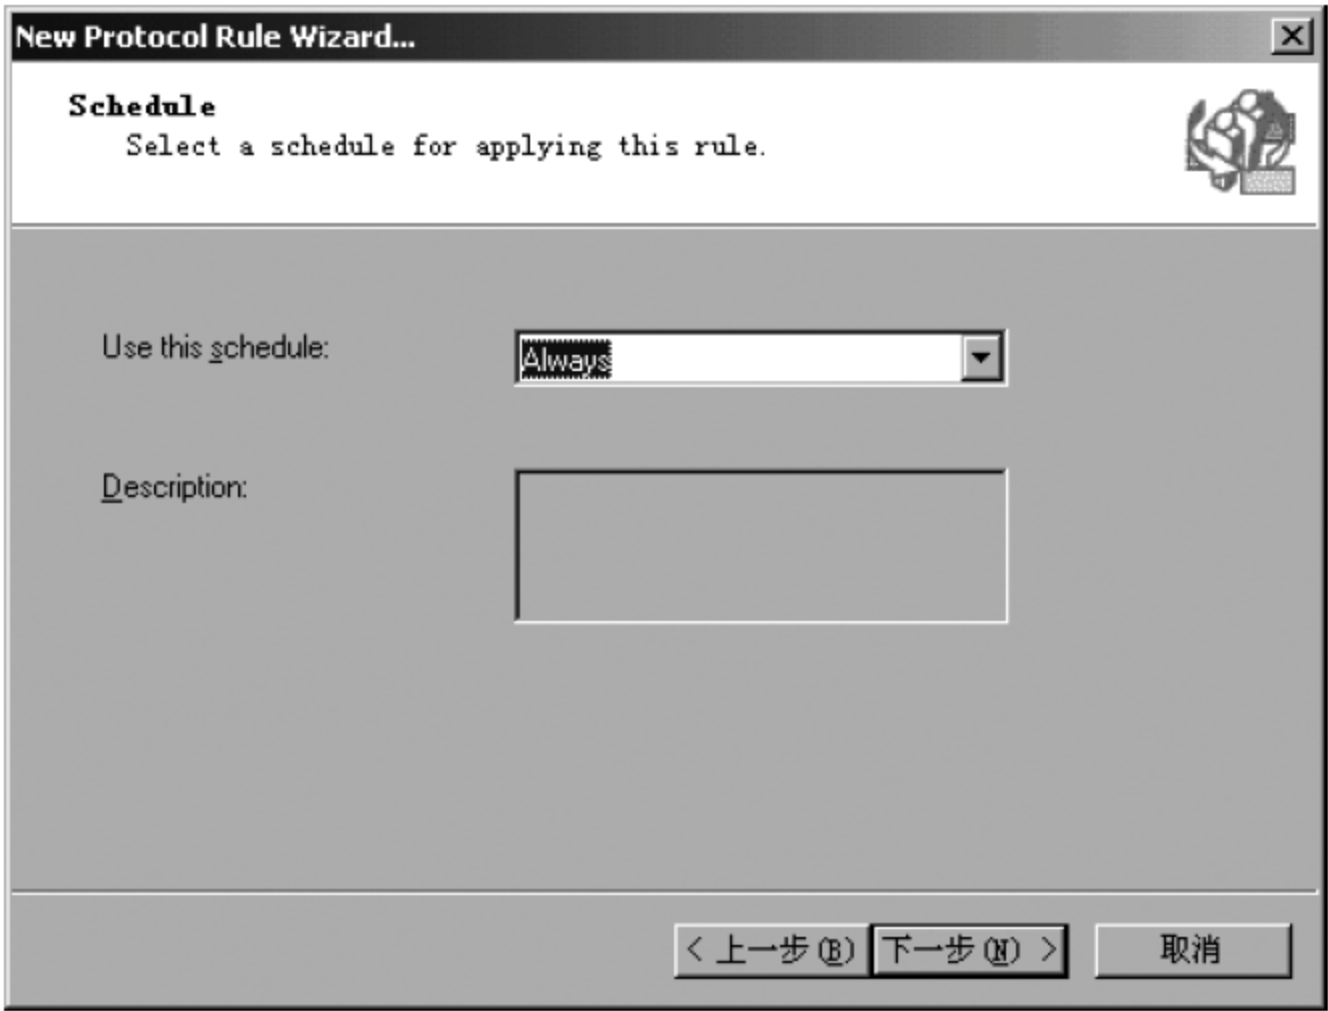 New Protocol Rule Wizard...
Schedule
Select a schedule for applying this rule.
Use this schedule:
Always
Description:
< 上一步(B) 下一步(N) > 取消